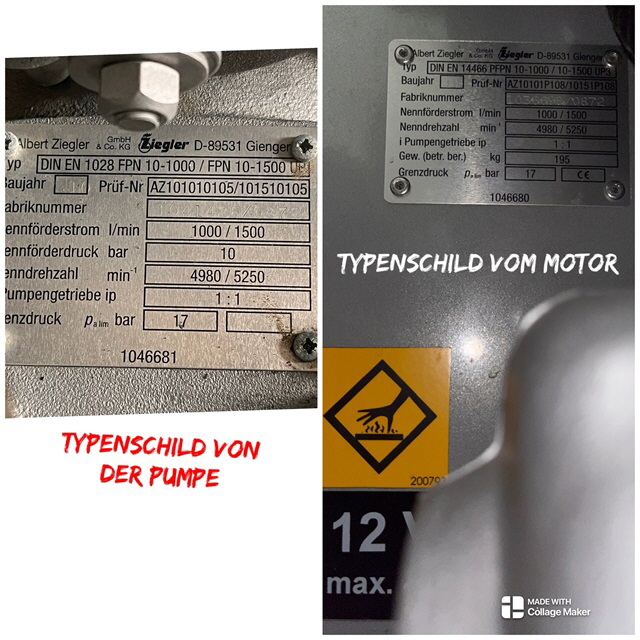 Albert Ziegler GmbH & Co. KG Ziegler D-89531 Giengen
Typ DIN EN 1028 FPN 10-1000 / FPN 10-1500 UP3
Baujahr Prüf-Nr AZ101010105/101510105
Fabriknummer
Nennförderstrom l/min 1000 / 1500
Nennförderdruck bar 10
Nenndrehzahl min⁻¹ 4980 / 5250
Pumpengetriebe ip 1 : 1
Grenzdruck pa lim bar 17
1046681
TYPENSCHILD VON
DER PUMPE
Albert Ziegler GmbH & Co. KG Ziegler D-89531 Giengen
Typ DIN EN 14466 PFPN 10-1000 / 10-1500 UP3
Baujahr Prüf-Nr AZ10101P108/10151P108
Fabriknummer
Nennförderstrom l/min 1000 / 1500
Nenndrehzahl min⁻¹ 4980 / 5250
i Pumpengetriebe ip 1 : 1
Gew. (betr. ber.) kg 195
Grenzdruck pa lim bar 17 CE
1046680
TYPENSCHILD VOM MOTOR
12 V
max.
MADE WITH
Collage Maker